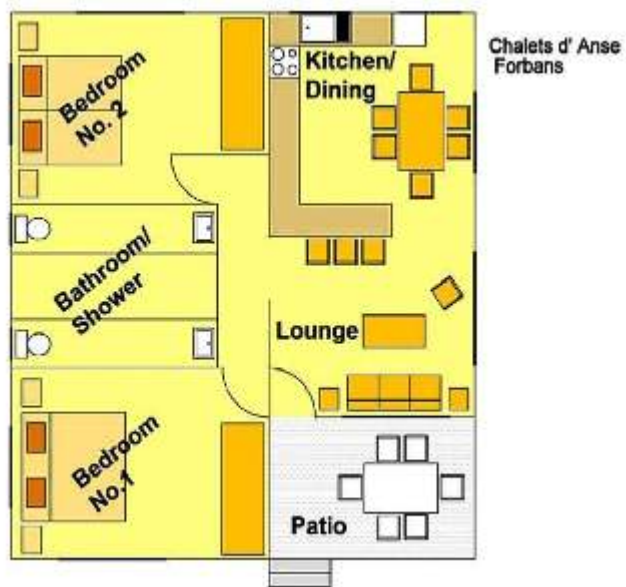 Chalets d' Anse
Forbans
Bedroom
No. 2
Kitchen/
Dining
Bathroom/
Shower
Lounge
Bedroom
No.1
Patio